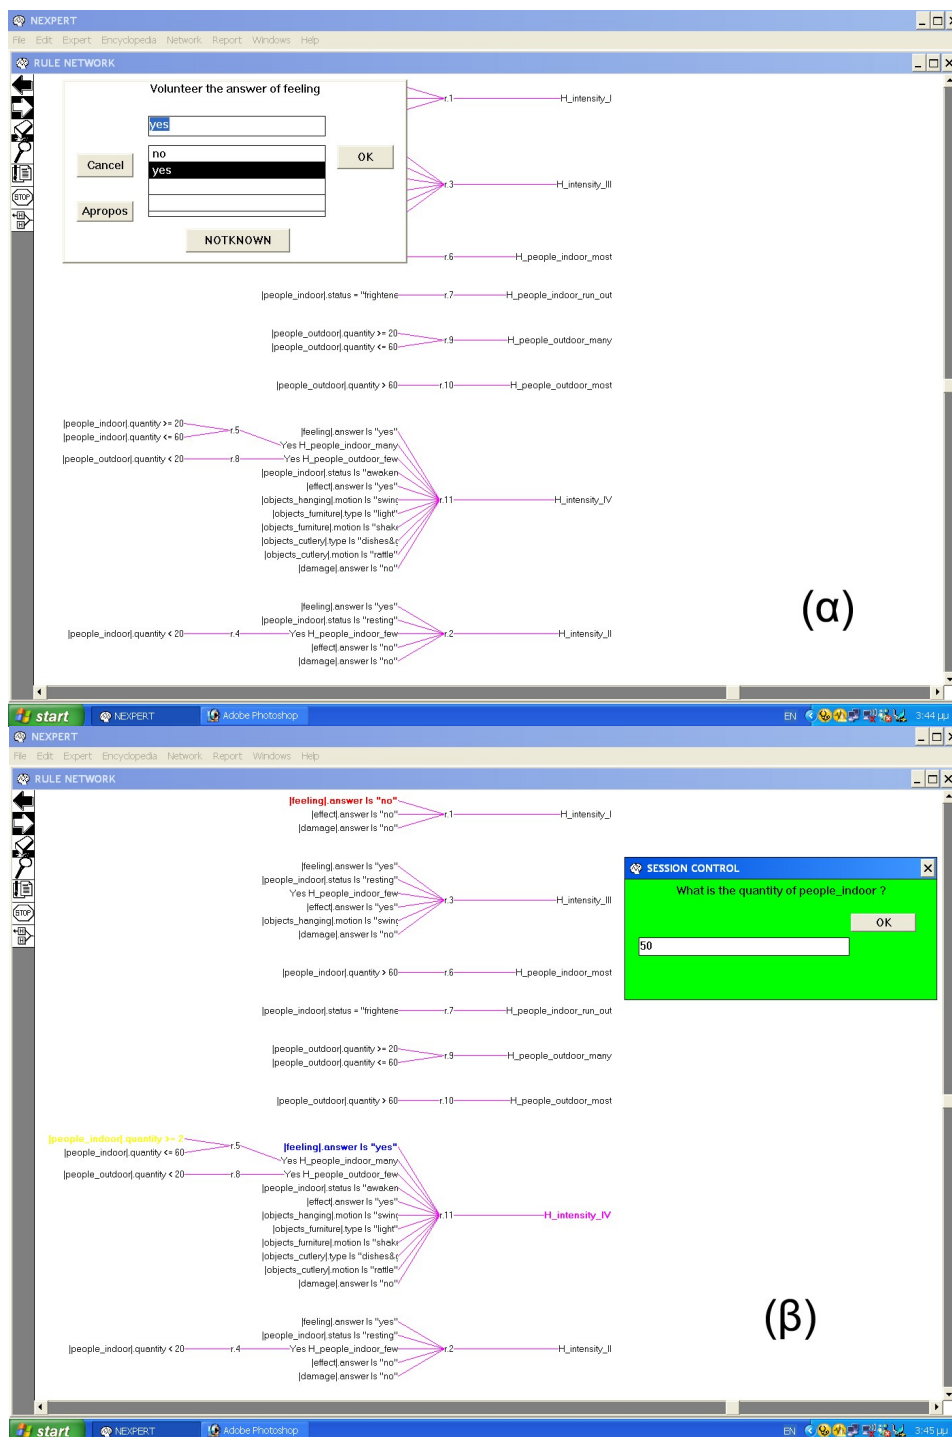 NEXPERT
File Edit Expert Encyclopedia Network Report Windows Help
RULE NETWORK
Volunteer the answer of feeling
yes
no
yes
Cancel
OK
Apropos
NOTKNOWN
STOP
r.1 H_intensity_I
r.3 H_intensity_III
r.6 H_people_indoor_most
|people_indoor|.status = "frightene r.7 H_people_indoor_run_out
|people_outdoor|.quantity >= 20
|people_outdoor|.quantity <= 60
r.9 H_people_outdoor_many
|people_outdoor|.quantity > 60 r.10 H_people_outdoor_most
|people_indoor|.quantity >= 20
|people_indoor|.quantity <= 60
r.5
|people_outdoor|.quantity < 20 r.8
|feeling|.answer Is "yes"
Yes H_people_indoor_many
Yes H_people_outdoor_few
|people_indoor|.status Is "awaken
|effect|.answer Is "yes"
|objects_hanging|.motion Is "swing
|objects_furniture|.type Is "light"
|objects_furniture|.motion Is "shake
|objects_cutlery|.type Is "dishes&g
|objects_cutlery|.motion Is "rattle"
|damage|.answer Is "no"
r.11 H_intensity_IV
|feeling|.answer Is "yes"
|people_indoor|.status Is "resting"
|people_indoor|.quantity < 20 r.4 Yes H_people_indoor_few r.2 H_intensity_II
|effect|.answer Is "no"
|damage|.answer Is "no"
(α)
start NEXPERT Adobe Photoshop EN 3:44 μμ
NEXPERT
File Edit Expert Encyclopedia Network Report Windows Help
RULE NETWORK
STOP
|feeling|.answer Is "no"
|effect|.answer Is "no" r.1 H_intensity_I
|damage|.answer Is "no"
SESSION CONTROL
What is the quantity of people_indoor ?
OK
50
|feeling|.answer Is "yes"
|people_indoor|.status Is "resting"
Yes H_people_indoor_few
|effect|.answer Is "yes"
|objects_hanging|.motion Is "swing
|damage|.answer Is "no"
r.3 H_intensity_III
|people_indoor|.quantity > 60 r.6 H_people_indoor_most
|people_indoor|.status = "frightene r.7 H_people_indoor_run_out
|people_outdoor|.quantity >= 20
|people_outdoor|.quantity <= 60
r.9 H_people_outdoor_many
|people_outdoor|.quantity > 60 r.10 H_people_outdoor_most
|people_indoor|.quantity >= 2
|people_indoor|.quantity <= 60
r.5
|people_outdoor|.quantity < 20 r.8
|feeling|.answer Is "yes"
Yes H_people_indoor_many
Yes H_people_outdoor_few
|people_indoor|.status Is "awaken
|effect|.answer Is "yes"
|objects_hanging|.motion Is "swing
|objects_furniture|.type Is "light"
|objects_furniture|.motion Is "shake
|objects_cutlery|.type Is "dishes&g
|objects_cutlery|.motion Is "rattle"
|damage|.answer Is "no"
r.11 H_intensity_IV
|feeling|.answer Is "yes"
|people_indoor|.status Is "resting"
|people_indoor|.quantity < 20 r.4 Yes H_people_indoor_few r.2 H_intensity_II
|effect|.answer Is "no"
|damage|.answer Is "no"
(β)
start NEXPERT Adobe Photoshop EN 3:45 μμ